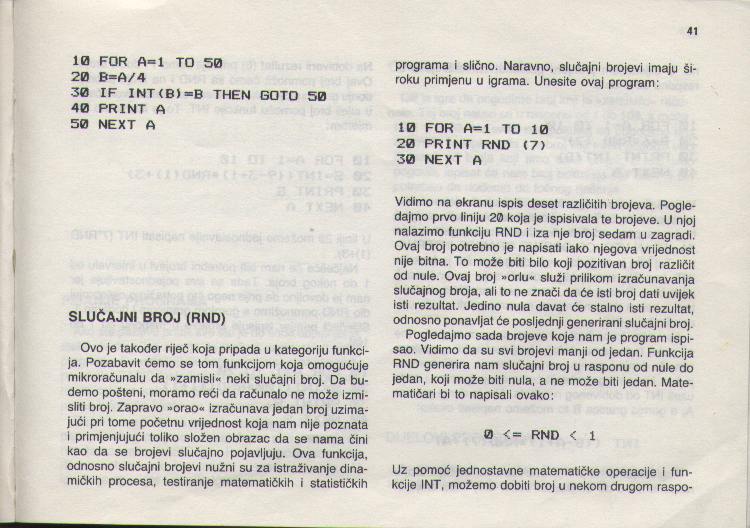 41
10 FOR A=1 TO 50
20 B=A/4
30 IF INT(B)=B THEN GOTO 50
40 PRINT A
50 NEXT A
SLUČAJNI BROJ (RND)
Ovo je također riječ koja pripada u kategoriju funkci-
ja. Pozabavit ćemo se tom funkcijom koja omogućuje
mikroračunalu da »zamisli« neki slučajni broj. Da bu-
demo pošteni, moramo reći da računalo ne može izmi-
sliti broj. Zapravo »orao« izračunava jedan broj uzima-
jući pri tome početnu vrijednost koja nam nije poznata
i primjenjujući toliko složen obrazac da se nama čini
kao da se brojevi slučajno pojavljuju. Ova funkcija,
odnosno slučajni brojevi nužni su za istraživanje dina-
mičkih procesa, testiranje matematičkih i statističkih
programa i slično. Naravno, slučajni brojevi imaju ši-
roku primjenu u igrama. Unesite ovaj program:
10 FOR A=1 TO 10
20 PRINT RND (7)
30 NEXT A
Vidimo na ekranu ispis deset različitih brojeva. Pogle-
dajmo prvo liniju 20 koja je ispisivala te brojeve. U njoj
nalazimo funkciju RND i iza nje broj sedam u zagradi.
Ovaj broj potrebno je napisati iako njegova vrijednost
nije bitna. To može biti bilo koji pozitivan broj različit
od nule. Ovaj broj »orlu« služi prilikom izračunavanja
slučajnog broja, ali to ne znači da će isti broj dati uvijek
isti rezultat. Jedino nula davat će stalno isti rezultat,
odnosno ponavljat će posljednji generirani slučajni broj.
Pogledajmo sada brojeve koje nam je program ispi-
sao. Vidimo da su svi brojevi manji od jedan. Funkcija
RND generira nam slučajni broj u rasponu od nule do
jedan, koji može biti nula, a ne može biti jedan. Mate-
matičari bi to napisali ovako:
0 <= RND < 1
Uz pomoć jednostavne matematičke operacije i fun-
kcije INT, možemo dobiti broj u nekom drugom raspo-